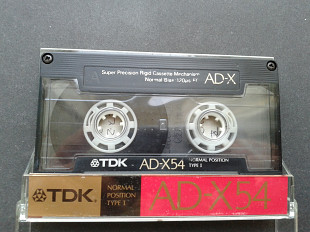 Super Precision Rigid Cassette Mechanism
Normal Bias 120μs EQ
AD-X
TDK
AD-X54
NORMAL POSITION
TYPE I
TDK
NORMAL
POSITION
TYPE I
AD-X54